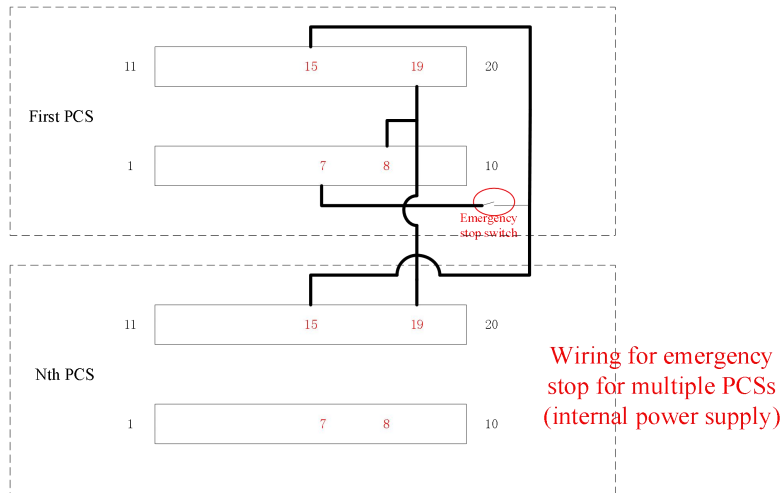 11 15 19 20
First PCS
1 7 8 10
Emergency
stop switch
11 15 19 20
Wiring for emergency
stop for multiple PCSs
(internal power supply)
Nth PCS
1 7 8 10